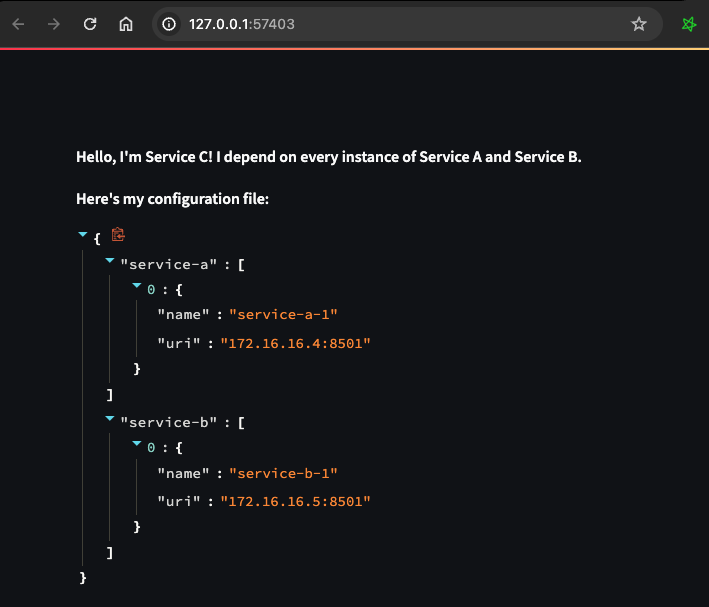 127.0.0.1:57403
Hello, I'm Service C! I depend on every instance of Service A and Service B.
Here's my configuration file:
{
"service-a" : [
0 : {
"name" : "service-a-1"
"uri" : "172.16.16.4:8501"
}
]
"service-b" : [
0 : {
"name" : "service-b-1"
"uri" : "172.16.16.5:8501"
}
]
}